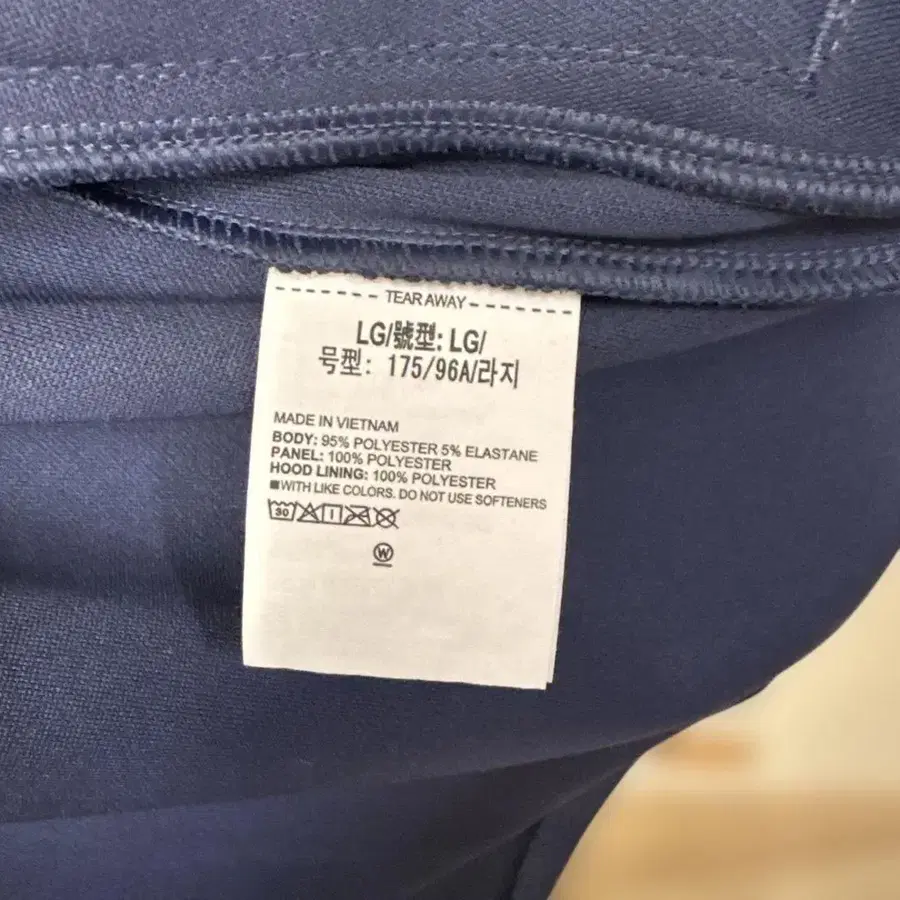 TEAR AWAY
LG/號型: LG/
号型: 175/96A/라지
MADE IN VIETNAM
BODY: 95% POLYESTER 5% ELASTANE
PANEL: 100% POLYESTER
HOOD LINING: 100% POLYESTER
■WITH LIKE COLORS. DO NOT USE SOFTENERS
30
W